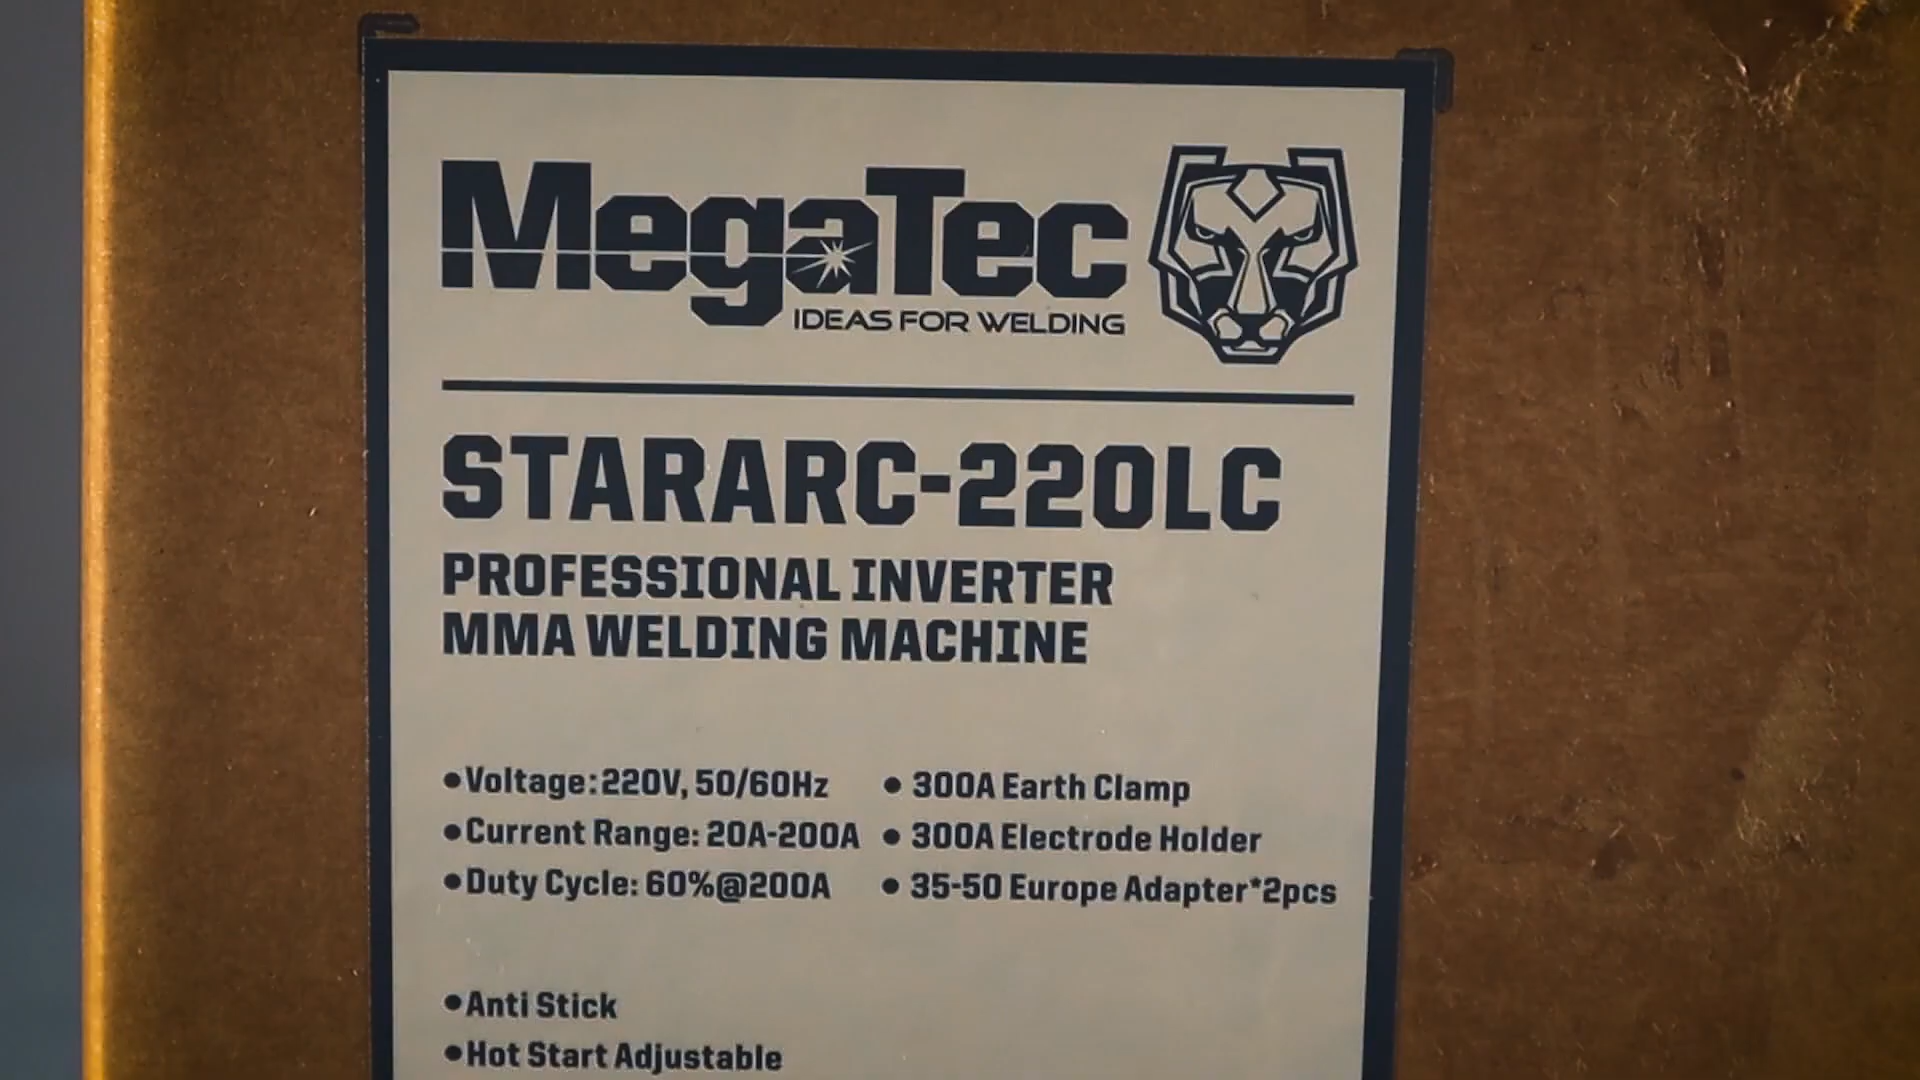 MegaTec
IDEAS FOR WELDING
STARARC-220LC
PROFESSIONAL INVERTER
MMA WELDING MACHINE
●Voltage:220V, 50/60Hz
●Current Range: 20A-200A
●Duty Cycle: 60%@200A
● 300A Earth Clamp
● 300A Electrode Holder
● 35-50 Europe Adapter*2pcs
●Anti Stick
●Hot Start Adjustable